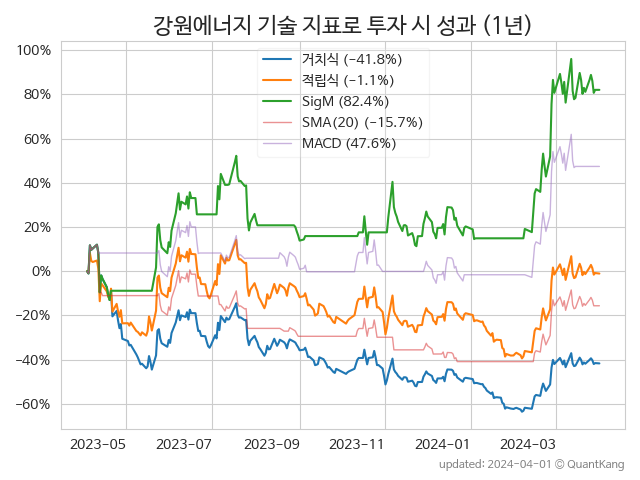 강원에너지 기술 지표로 투자 시 성과 (1년)
100%
80%
60%
40%
20%
0%
−20%
−40%
−60%
거치식 (−41.8%)
적립식 (−1.1%)
SigM (82.4%)
SMA(20) (−15.7%)
MACD (47.6%)
2023-05 2023-07 2023-09 2023-11 2024-01 2024-03
updated: 2024-04-01 © QuantKang